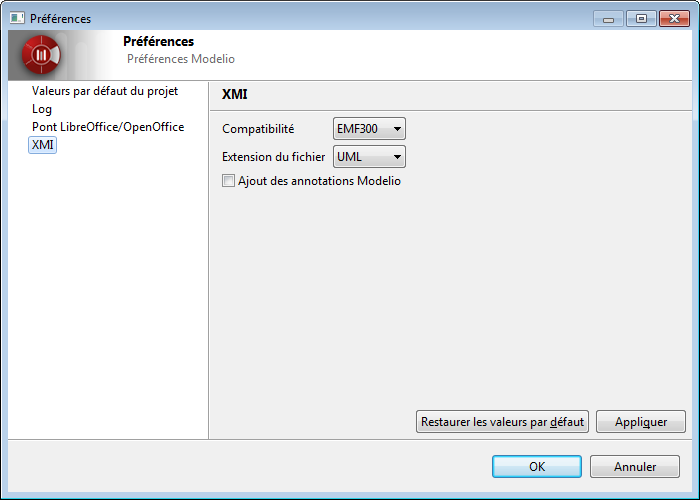 Préférences
Préférences
Préférences Modelio
Valeurs par défaut du projet
Log
Pont LibreOffice/OpenOffice
XMI
XMI
Compatibilité EMF300
Extension du fichier UML
Ajout des annotations Modelio
Restaurer les valeurs par défaut Appliquer
OK Annuler